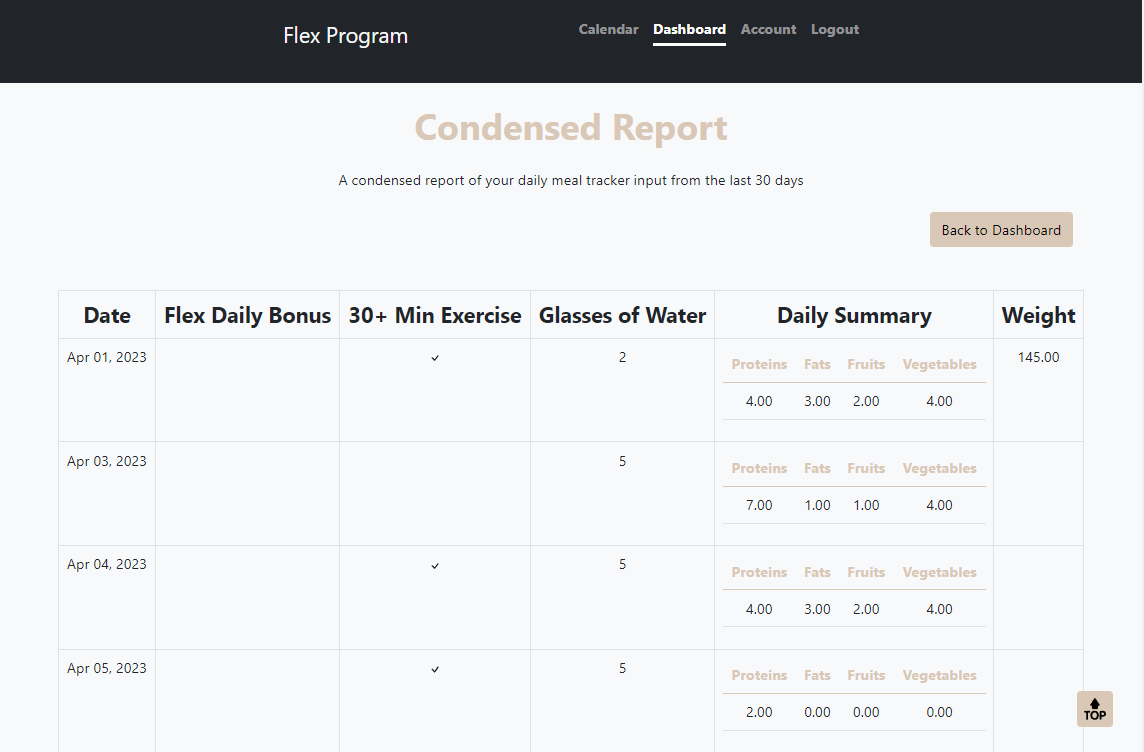 Flex Program Calendar Dashboard Account Logout
Condensed Report
A condensed report of your daily meal tracker input from the last 30 days
Back to Dashboard
Date Flex Daily Bonus 30+ Min Exercise Glasses of Water Daily Summary Weight
Apr 01, 2023 ✓ 2 145.00
Proteins Fats Fruits Vegetables
4.00 3.00 2.00 4.00
Apr 03, 2023 5
Proteins Fats Fruits Vegetables
7.00 1.00 1.00 4.00
Apr 04, 2023 ✓ 5
Proteins Fats Fruits Vegetables
4.00 3.00 2.00 4.00
Apr 05, 2023 ✓ 5
Proteins Fats Fruits Vegetables
2.00 0.00 0.00 0.00
TOP